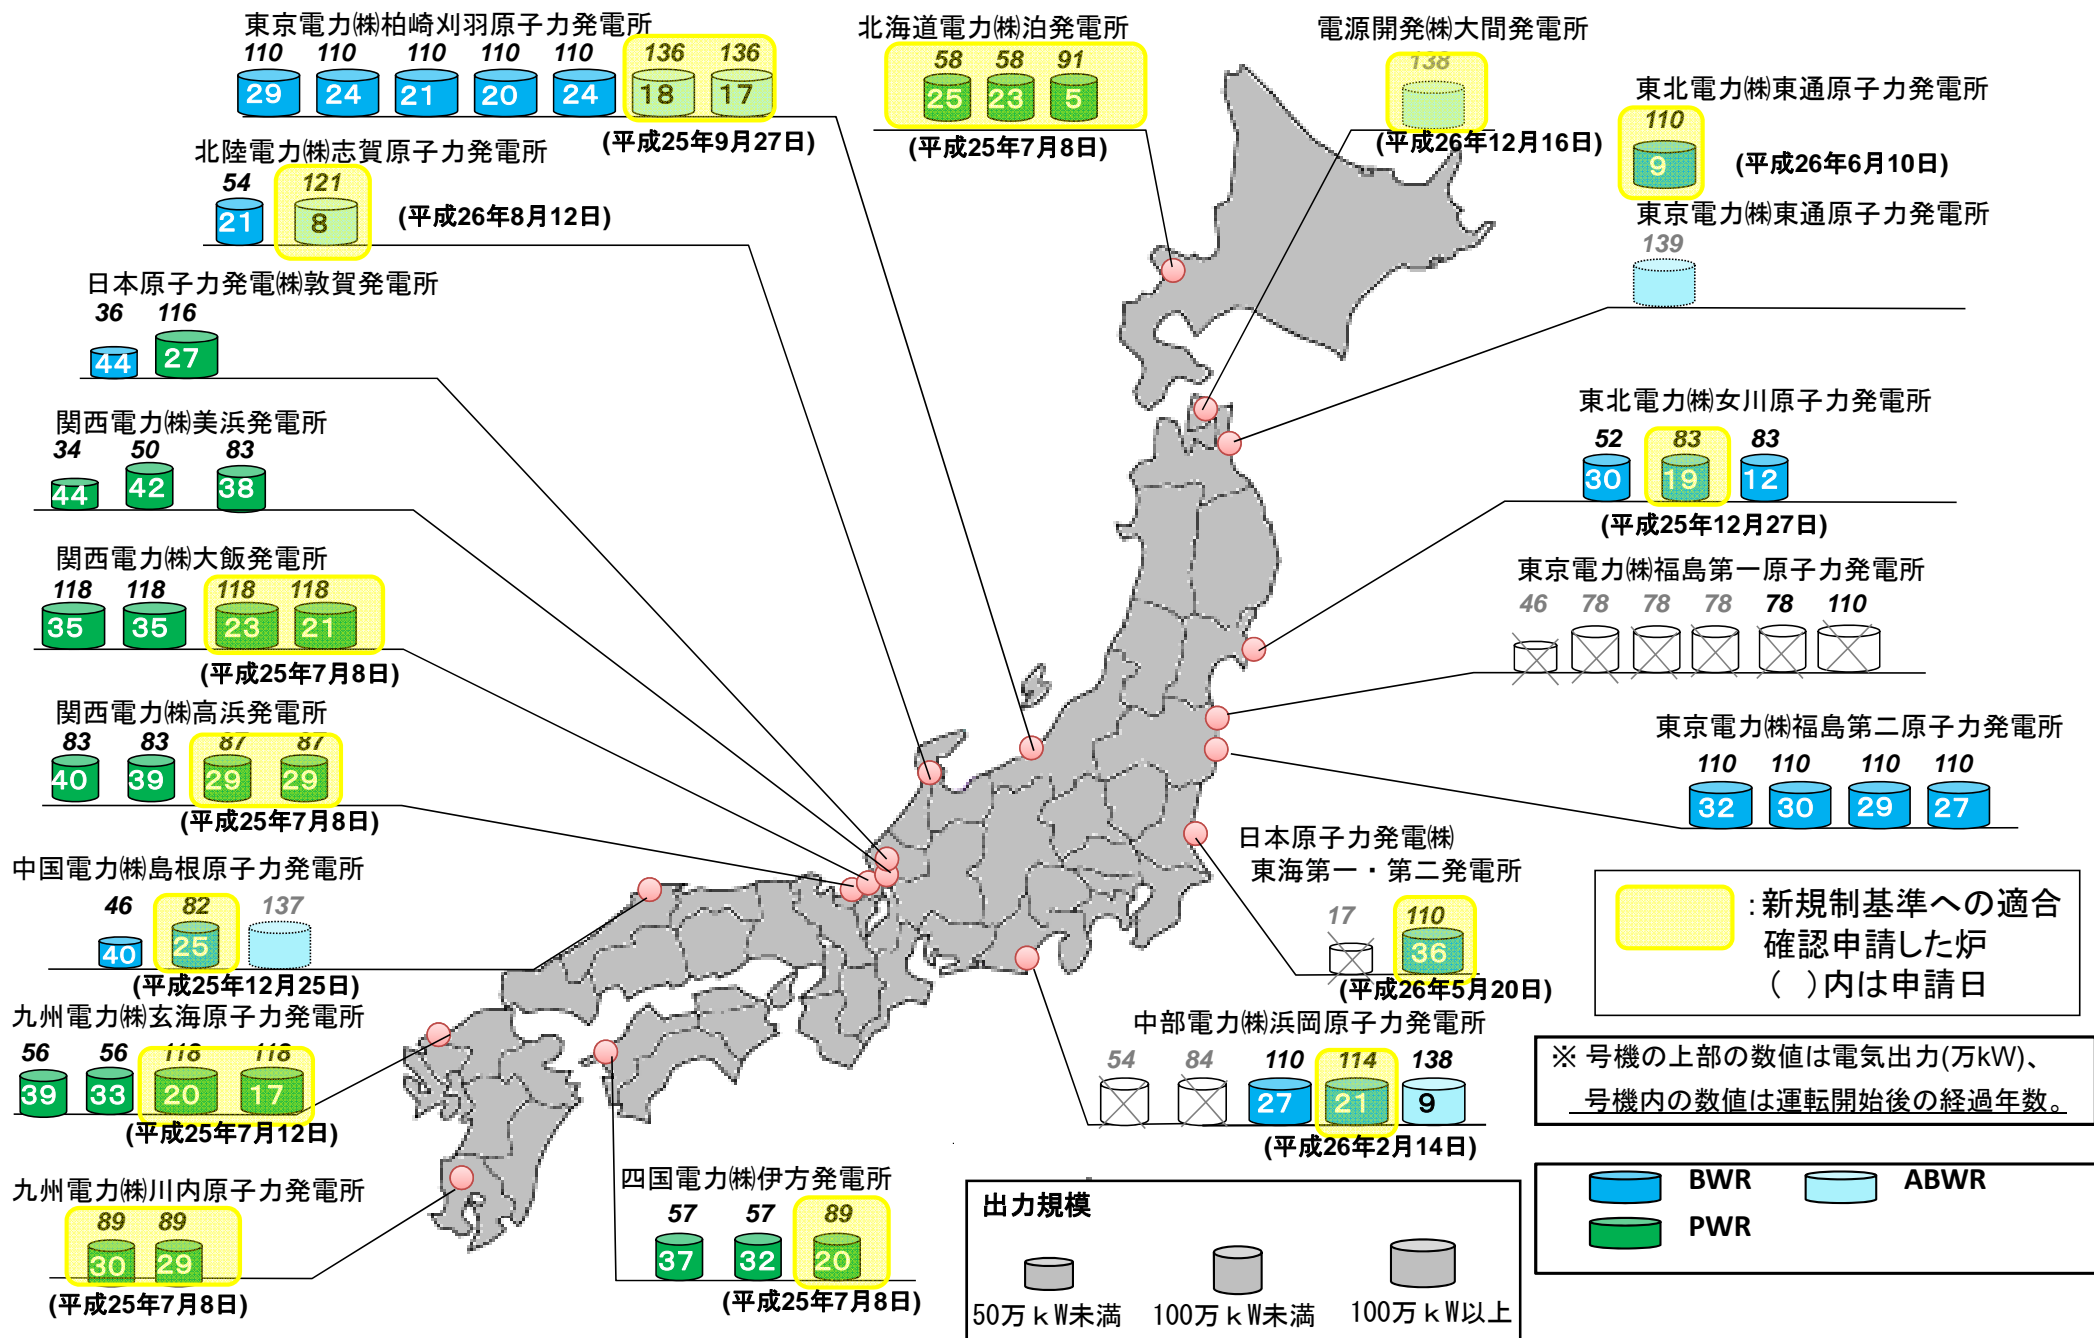 東京電力㈱柏崎刈羽原子力発電所
110 110 110 110 110 136 136
29 24 21 20 24 18 17
(平成25年9月27日)
北陸電力㈱志賀原子力発電所
54 121
21 8
(平成26年8月12日)
日本原子力発電㈱敦賀発電所
36 116
44 27
関西電力㈱美浜発電所
34 50 83
44 42 38
関西電力㈱大飯発電所
118 118 118 118
35 35 23 21
(平成25年7月8日)
関西電力㈱高浜発電所
83 83 87 87
40 39 29 29
(平成25年7月8日)
中国電力㈱島根原子力発電所
46 82 137
40 25
(平成25年12月25日)
九州電力㈱玄海原子力発電所
56 56 118 118
39 33 20 17
(平成25年7月12日)
九州電力㈱川内原子力発電所
89 89
30 29
(平成25年7月8日)
北海道電力㈱泊発電所
58 58 91
25 23 5
(平成25年7月8日)
電源開発㈱大間発電所
138
(平成26年12月16日)
東北電力㈱東通原子力発電所
110
9
(平成26年6月10日)
東京電力㈱東通原子力発電所
139
東北電力㈱女川原子力発電所
52 83 83
30 19 12
(平成25年12月27日)
東京電力㈱福島第一原子力発電所
46 78 78 78 78 110
東京電力㈱福島第二原子力発電所
110 110 110 110
32 30 29 27
日本原子力発電㈱
東海第一・第二発電所
17 110
36
(平成26年5月20日)
中部電力㈱浜岡原子力発電所
54 84 110 114 138
27 21 9
(平成26年2月14日)
四国電力㈱伊方発電所
57 57 89
37 32 20
(平成25年7月8日)
出力規模
50万ｋW未満 100万ｋW未満 100万ｋW以上
:新規制基準への適合
確認申請した炉
(　)内は申請日
※ 号機の上部の数値は電気出力(万kW)、
号機内の数値は運転開始後の経過年数。
BWR ABWR
PWR